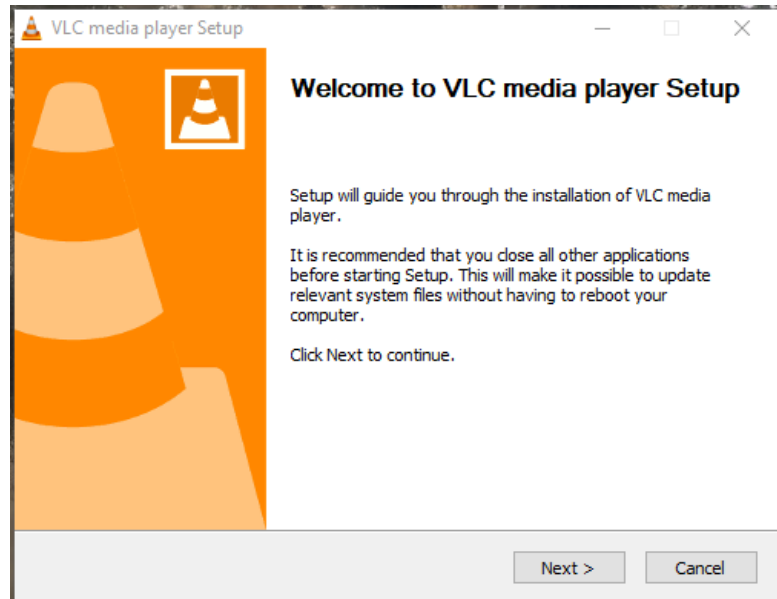 VLC media player Setup
Welcome to VLC media player Setup
Setup will guide you through the installation of VLC media
player.
It is recommended that you close all other applications
before starting Setup. This will make it possible to update
relevant system files without having to reboot your
computer.
Click Next to continue.
Next >
Cancel